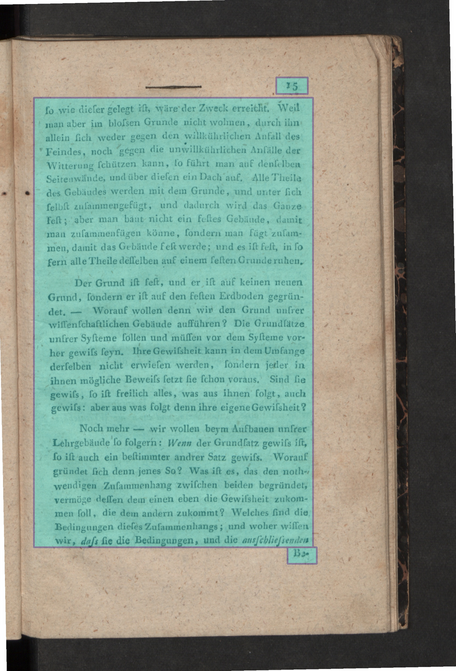 15
so wie dieser gelegt ist, wäre der Zweck erreicht. Weil
man aber im blossen Grunde nicht wohnen, durch ihn
allein sich weder gegen den willkührlichen Anfall des
Feindes, noch gegen die unwillkührlichen Anfälle der
Witterung schützen kann, so führt man auf denselben
Seitenwände, und über diesen ein Dach auf. Alle Theile
des Gebäudes werden mit dem Grunde, und unter sich
selbst zusammengefügt, und dadurch wird das Ganze
fest; aber man baut nicht ein festes Gebäude, damit
man zusammenfügen könne, sondern man fügt zusam-
men, damit das Gebäude fest werde; und es ist fest, in so
fern alle Theile desselben auf einem festen Grunde ruhen.
Der Grund ist fest, und er ist auf keinen neuen
Grund, sondern er ist auf den festen Erdboden gegrün-
det. — Worauf wollen denn wir den Grund unsrer
wissenschaftlichen Gebäude aufführen? Die Grundsätze
unsrer Systeme sollen und müssen vor dem Systeme vor-
her gewiss seyn. Ihre Gewissheit kann in dem Umfange
derselben nicht erwiesen werden, sondern jeder in
ihnen mögliche Beweiss setzt sie schon voraus. Sind sie
gewiss, so ist freilich alles, was aus ihnen folgt, auch
gewiss: aber aus was folgt denn ihre eigene Gewissheit?
Noch mehr — wir wollen beym Aufbauen unsrer
Lehrgebäude so folgern: Wenn der Grundsatz gewiss ist,
so ist auch ein bestimmter andrer Satz gewiss. Worauf
gründet sich denn jenes So? Was ist es, das den noth-
wendigen Zusammenhang zwischen beiden begründet,
vermöge dessen dem einen eben die Gewissheit zukom-
men soll, die dem andern zukommt? Welches sind die
Bedingungen dieses Zusammenhangs; und woher wissen
wir, dass sie die Bedingungen, und die ausschliesenden